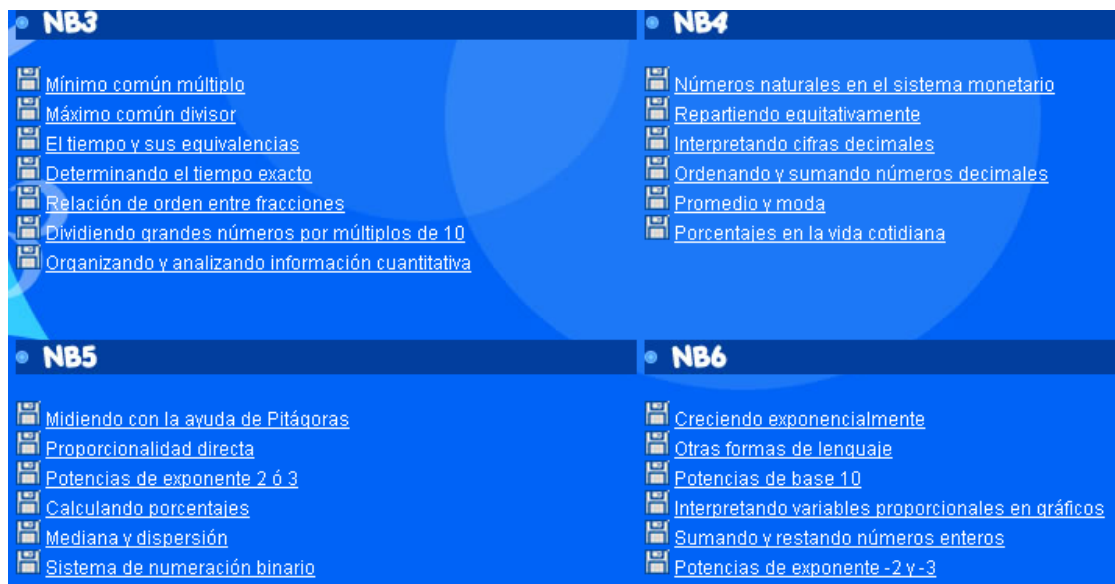 NB3
Mínimo común múltiplo
Máximo común divisor
El tiempo y sus equivalencias
Determinando el tiempo exacto
Relación de orden entre fracciones
Dividiendo grandes números por múltiplos de 10
Organizando y analizando información cuantitativa
NB4
Números naturales en el sistema monetario
Repartiendo equitativamente
Interpretando cifras decimales
Ordenando y sumando números decimales
Promedio y moda
Porcentajes en la vida cotidiana
NB5
Midiendo con la ayuda de Pitágoras
Proporcionalidad directa
Potencias de exponente 2 ó 3
Calculando porcentajes
Mediana y dispersión
Sistema de numeración binario
NB6
Creciendo exponencialmente
Otras formas de lenguaje
Potencias de base 10
Interpretando variables proporcionales en gráficos
Sumando y restando números enteros
Potencias de exponente -2 y -3